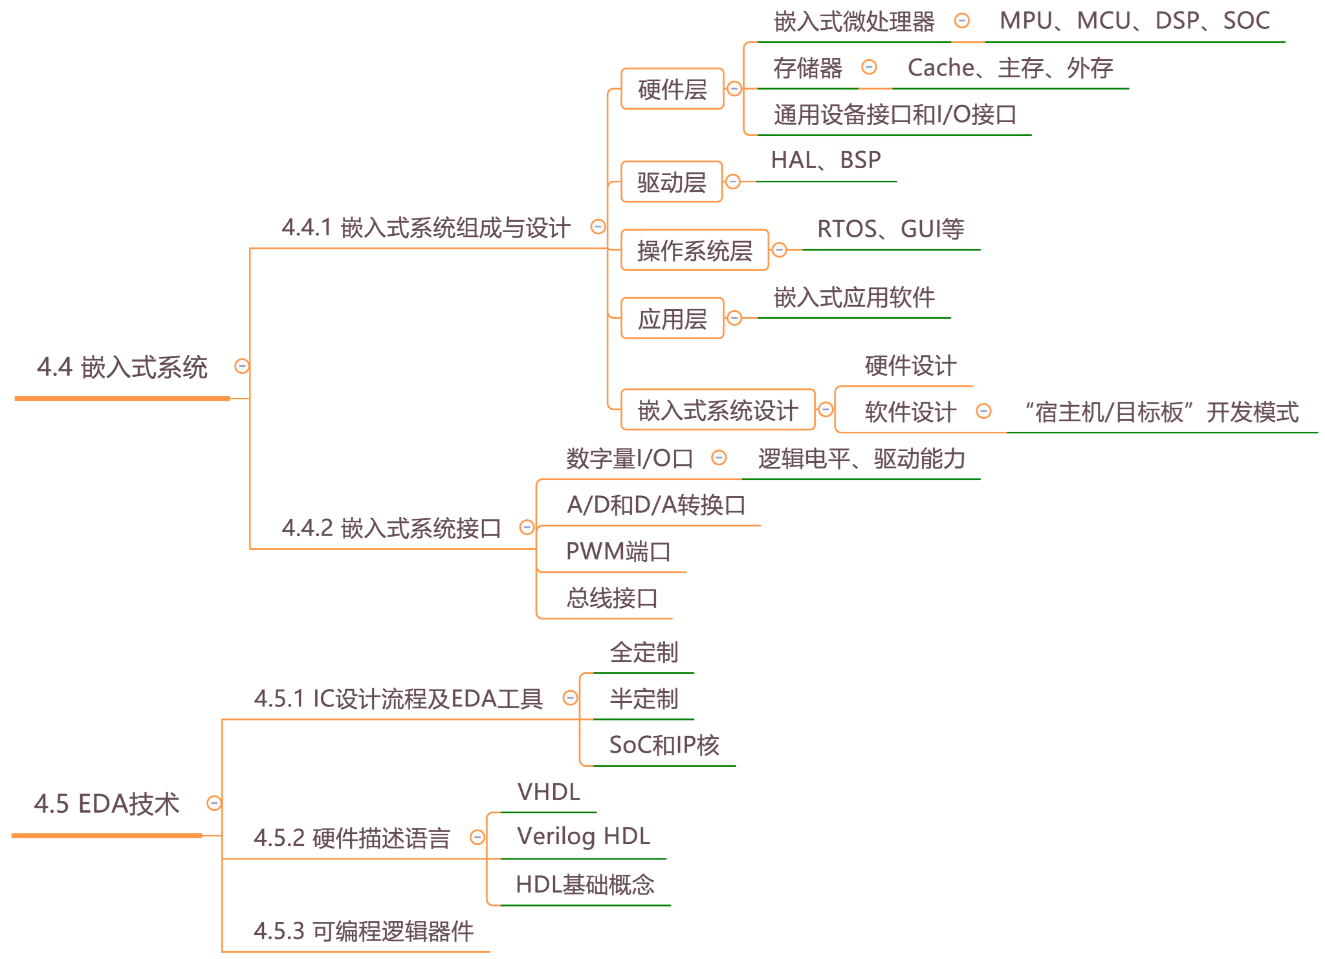 4.4 嵌入式系统
4.4.1 嵌入式系统组成与设计
硬件层
嵌入式微处理器
MPU、MCU、DSP、SOC
存储器
Cache、主存、外存
通用设备接口和I/O接口
驱动层
HAL、BSP
操作系统层
RTOS、GUI等
应用层
嵌入式应用软件
嵌入式系统设计
硬件设计
软件设计
“宿主机/目标板”开发模式
4.4.2 嵌入式系统接口
数字量I/O口
逻辑电平、驱动能力
A/D和D/A转换口
PWM端口
总线接口
4.5 EDA技术
4.5.1 IC设计流程及EDA工具
全定制
半定制
SoC和IP核
4.5.2 硬件描述语言
VHDL
Verilog HDL
HDL基础概念
4.5.3 可编程逻辑器件